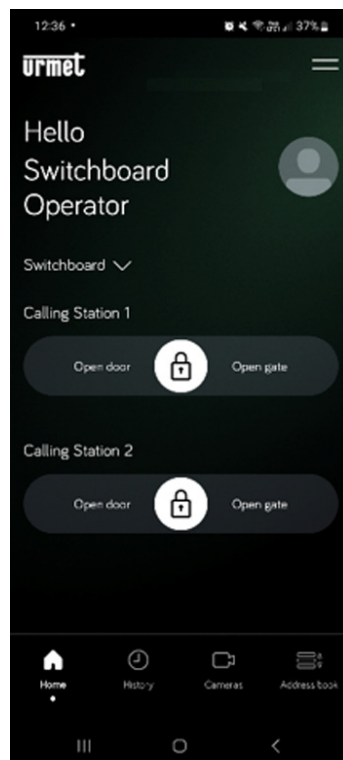 12:36 •
37%
urmet
Hello
Switchboard
Operator
Switchboard
Calling Station 1
Open door Open gate
Calling Station 2
Open door Open gate
Home History Cameras Address book